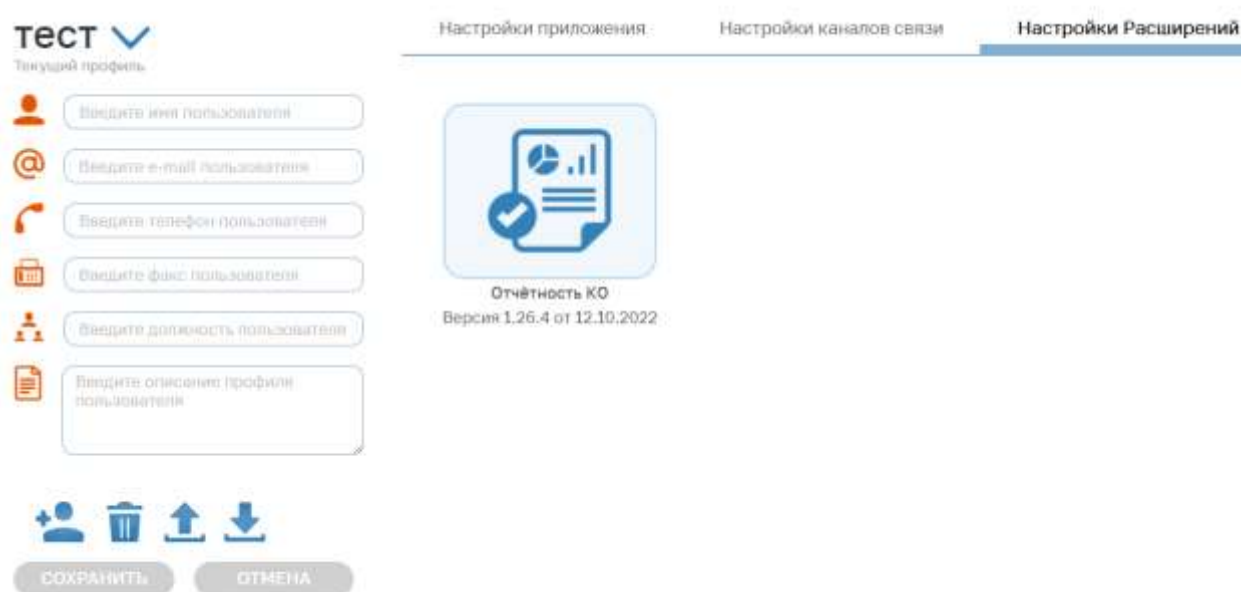 тест
Текущий профиль
Введите имя пользователя
Введите e-mail пользователя
Введите телефон пользователя
Введите факс пользователя
Введите должность пользователя
Введите описание профиля
пользователя
СОХРАНИТЬ
ОТМЕНА
Настройки приложения
Настройки каналов связи
Настройки Расширений
Отчётность КО
Версия 1.26.4 от 12.10.2022